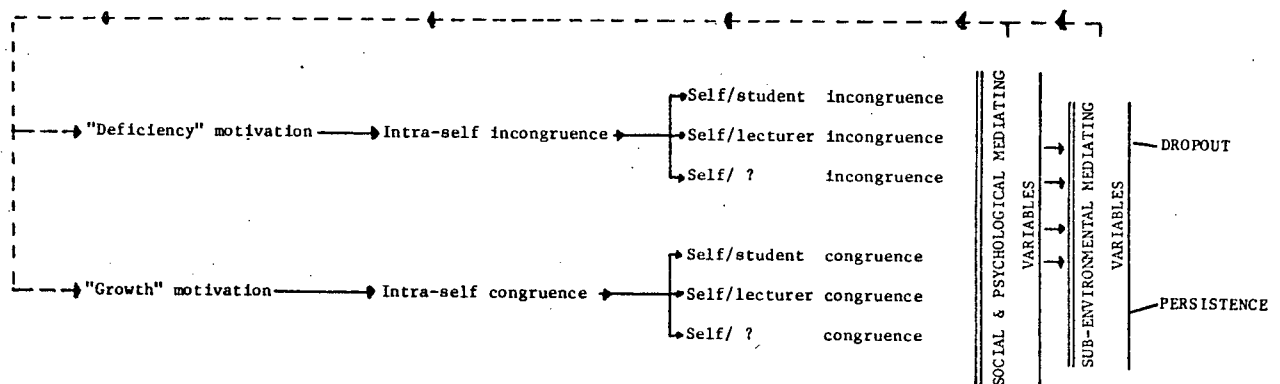 Self/student incongruence
"Deficiency" motivation Intra-self incongruence Self/lecturer incongruence
Self/ ? incongruence
Self/student congruence
"Growth" motivation Intra-self congruence Self/lecturer congruence
Self/ ? congruence
SOCIAL & PSYCHOLOGICAL MEDIATING
VARIABLES
SUB-ENVIRONMENTAL MEDIATING
VARIABLES
DROPOUT
PERSISTENCE